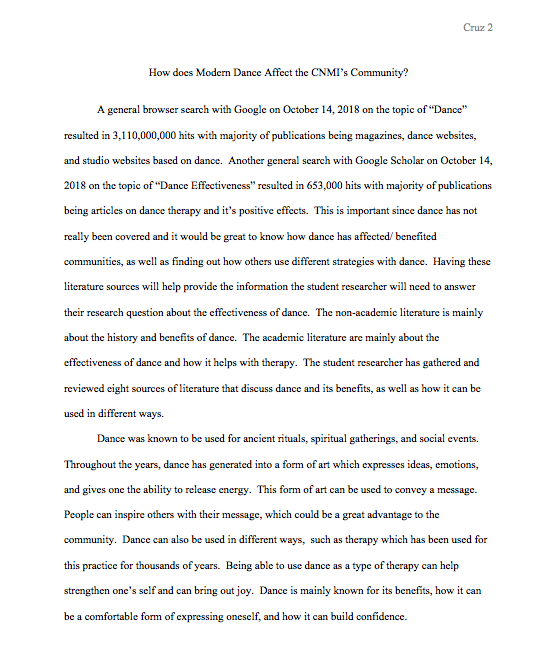 Cruz 2
How does Modern Dance Affect the CNMI’s Community?
A general browser search with Google on October 14, 2018 on the topic of “Dance”
resulted in 3,110,000,000 hits with majority of publications being magazines, dance websites,
and studio websites based on dance.  Another general search with Google Scholar on October 14,
2018 on the topic of “Dance Effectiveness” resulted in 653,000 hits with majority of publications
being articles on dance therapy and it’s positive effects.  This is important since dance has not
really been covered and it would be great to know how dance has affected/ benefited
communities, as well as finding out how others use different strategies with dance.  Having these
literature sources will help provide the information the student researcher will need to answer
their research question about the effectiveness of dance.  The non-academic literature is mainly
about the history and benefits of dance.  The academic literature are mainly about the
effectiveness of dance and how it helps with therapy.  The student researcher has gathered and
reviewed eight sources of literature that discuss dance and its benefits, as well as how it can be
used in different ways.
Dance was known to be used for ancient rituals, spiritual gatherings, and social events.
Throughout the years, dance has generated into a form of art which expresses ideas, emotions,
and gives one the ability to release energy.  This form of art can be used to convey a message.
People can inspire others with their message, which could be a great advantage to the
community.  Dance can also be used in different ways,  such as therapy which has been used for
this practice for thousands of years.  Being able to use dance as a type of therapy can help
strengthen one’s self and can bring out joy.  Dance is mainly known for its benefits, how it can
be a comfortable form of expressing oneself, and how it can build confidence.